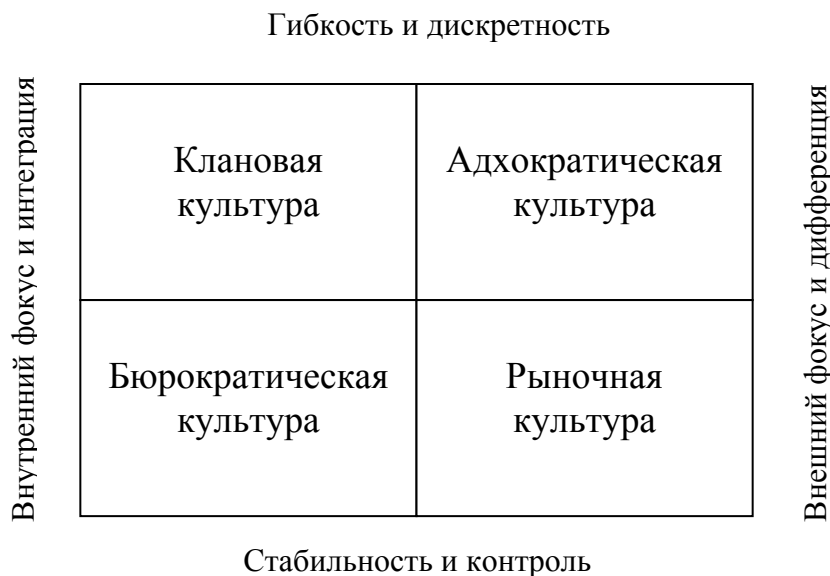 Гибкость и дискретность
Внутренний фокус и интеграция
Клановая
культура
Адхократическая
культура
Внешний фокус и дифференция
Бюрократическая
культура
Рыночная
культура
Стабильность и контроль